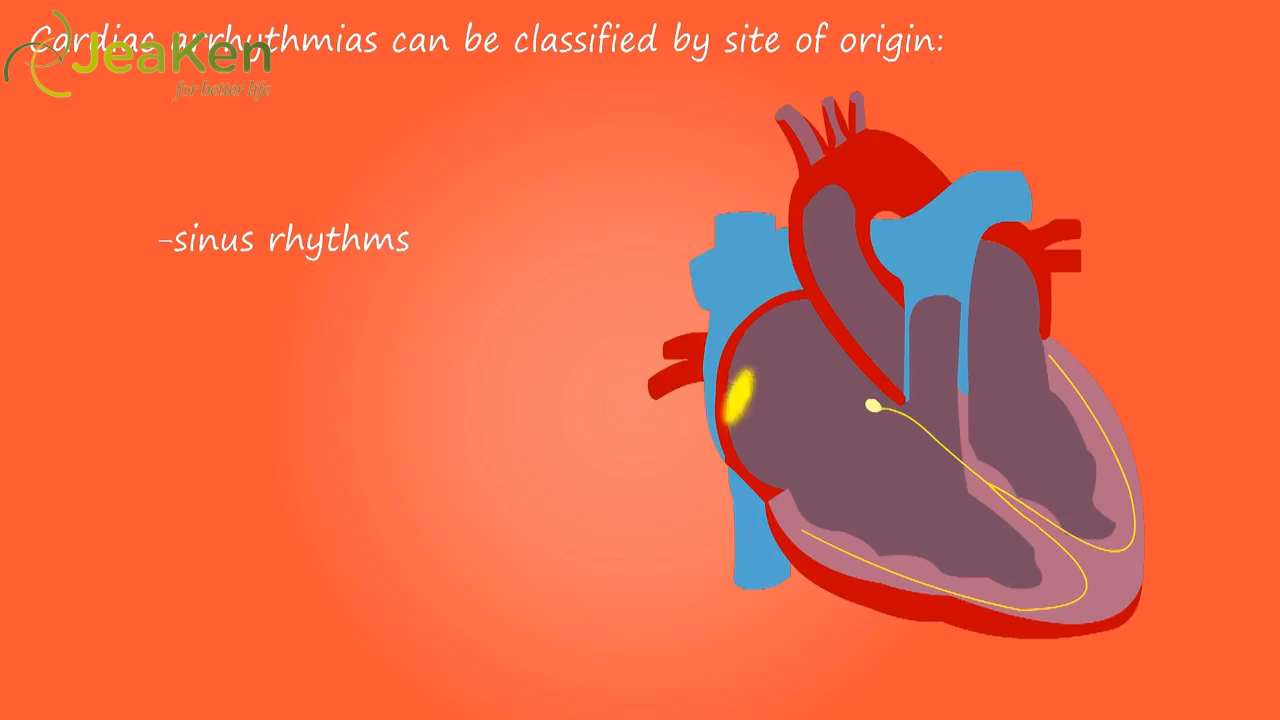 Cardiac arrhythmias can be classified by site of origin:
JeaKen
for better life
-sinus rhythms